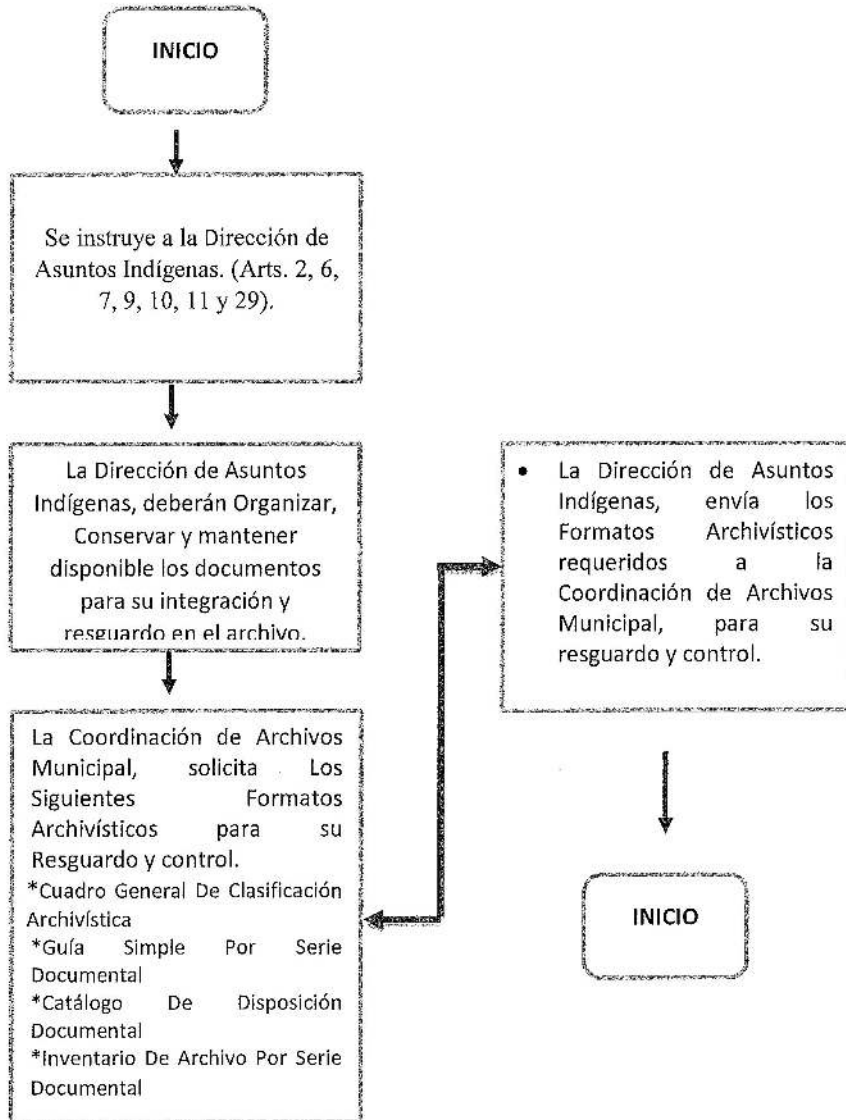 INICIO
Se instruye a la Dirección de
Asuntos Indígenas. (Arts. 2, 6,
7, 9, 10, 11 y 29).
La Dirección de Asuntos
Indígenas, deberán Organizar,
Conservar y mantener
disponible los documentos
para su integración y
resguardo en el archivo.
La Coordinación de Archivos
Municipal, solicita Los
Siguientes Formatos
Archivísticos para su
Resguardo y control.
*Cuadro General De Clasificación
Archivística
*Guía Simple Por Serie
Documental
*Catálogo De Disposición
Documental
*Inventario De Archivo Por Serie
Documental
• La Dirección de Asuntos
Indígenas, envía los
Formatos Archivísticos
requeridos a la
Coordinación de Archivos
Municipal, para su
resguardo y control.
INICIO